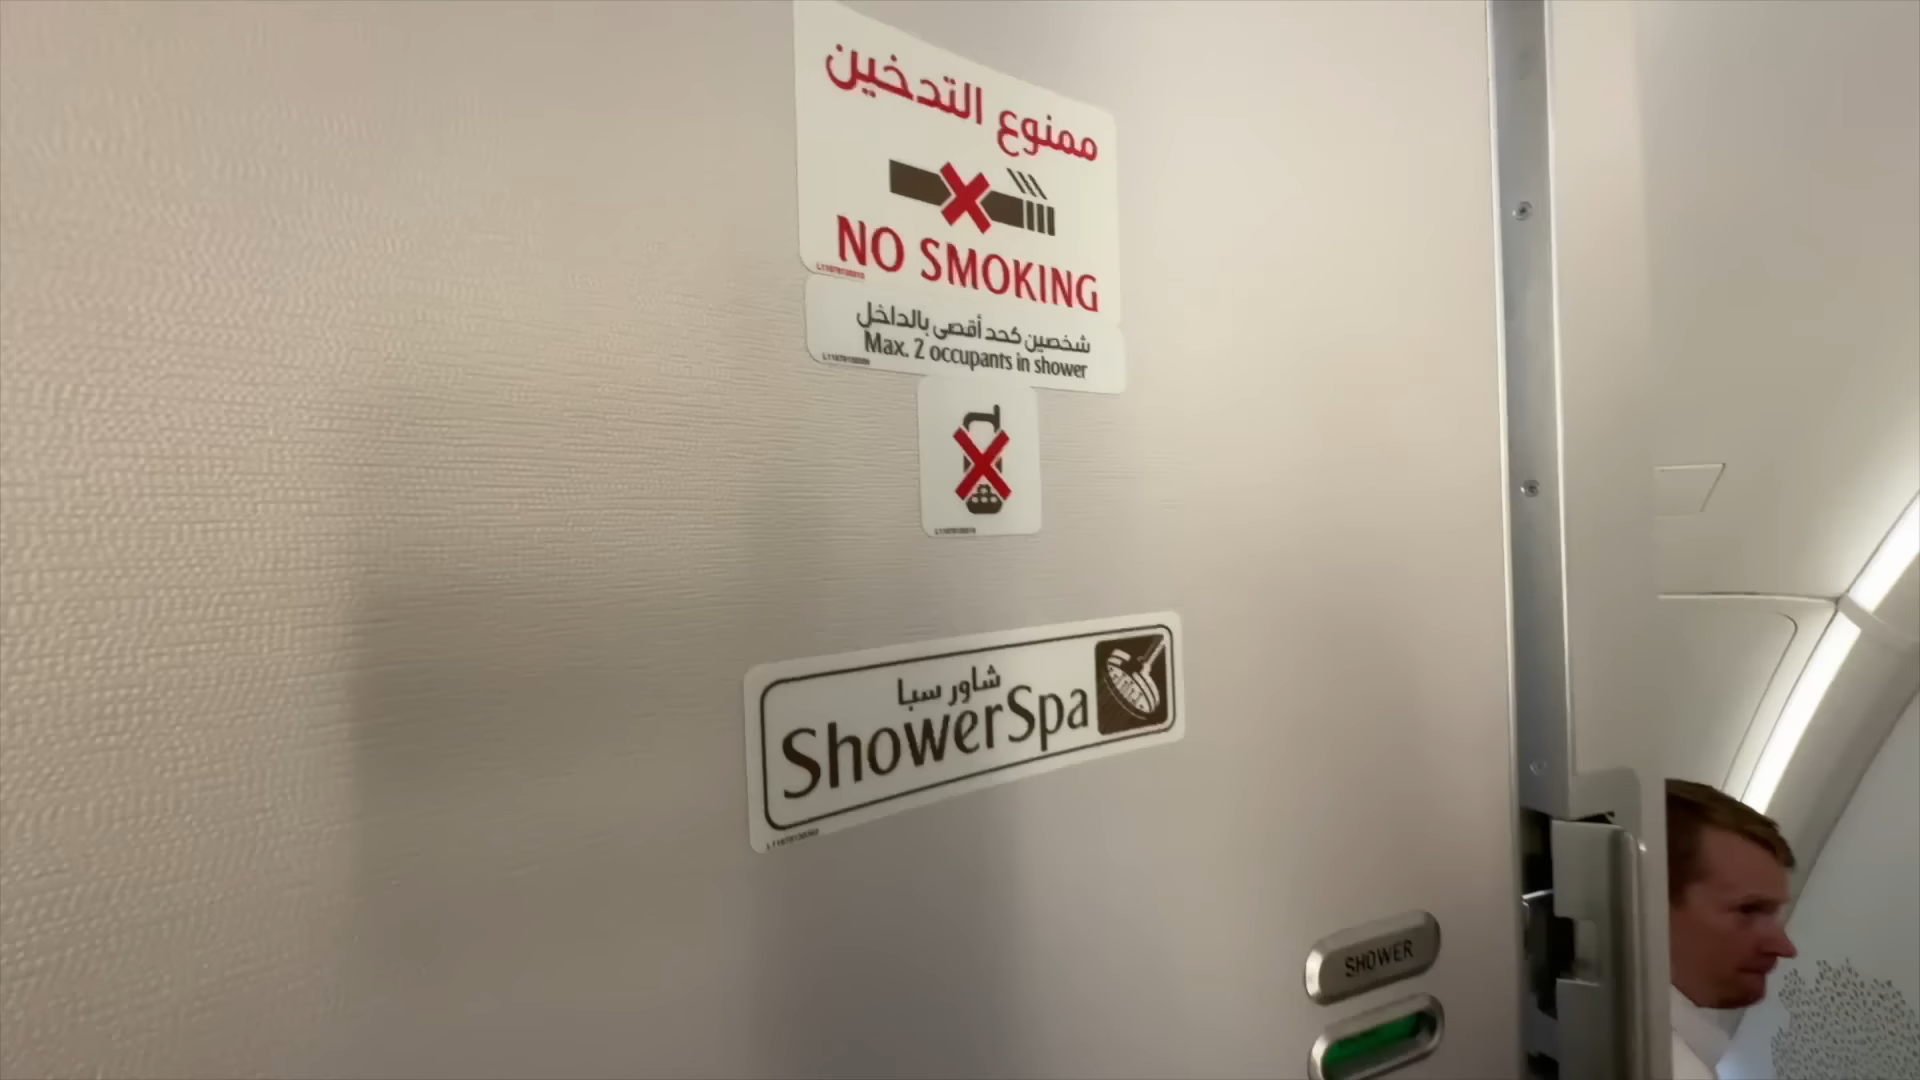 ممنوع التدخين
NO SMOKING
شخصين كحد أقصى بالداخل
Max. 2 occupants in shower
شاور سبا
ShowerSpa
SHOWER